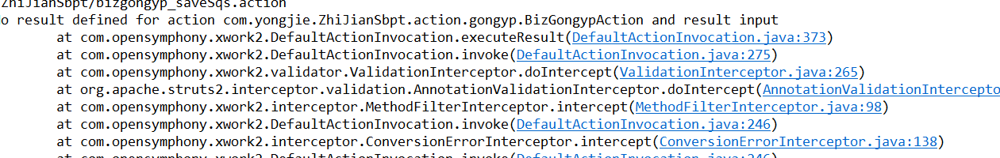 ZhiJianSbpt/bizgongyp_saveSqs.action
o result defined for action com.yongjie.ZhiJianSbpt.action.gongyp.BizGongypAction and result input
at com.opensymphony.xwork2.DefaultActionInvocation.executeResult(DefaultActionInvocation.java:373)
at com.opensymphony.xwork2.DefaultActionInvocation.invoke(DefaultActionInvocation.java:275)
at com.opensymphony.xwork2.validator.ValidationInterceptor.doIntercept(ValidationInterceptor.java:265)
at org.apache.struts2.interceptor.validation.AnnotationValidationInterceptor.doIntercept(AnnotationValidationIntercepto
at com.opensymphony.xwork2.interceptor.MethodFilterInterceptor.intercept(MethodFilterInterceptor.java:98)
at com.opensymphony.xwork2.DefaultActionInvocation.invoke(DefaultActionInvocation.java:246)
at com.opensymphony.xwork2.interceptor.ConversionErrorInterceptor.intercept(ConversionErrorInterceptor.java:138)
at com.opensymphony.xwork2.DefaultActionInvocation.invoke(DefaultActionInvocation.java:246)